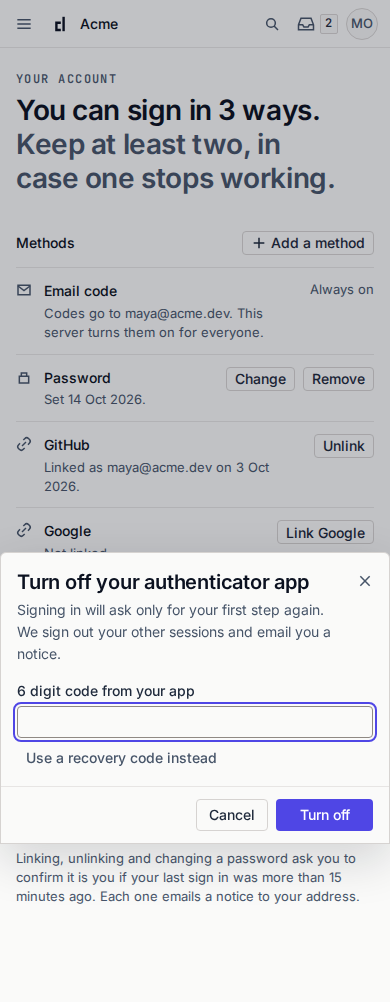 Acme
2
MO
YOUR ACCOUNT
You can sign in 3 ways.
Keep at least two, in
case one stops working.
Methods
Add a method
Email code
Always on
Codes go to maya@acme.dev. This
server turns them on for everyone.
Password
Change
Remove
Set 14 Oct 2026.
GitHub
Unlink
Linked as maya@acme.dev on 3 Oct
2026.
Google
Link Google
Not linked
Turn off your authenticator app
Signing in will ask only for your first step again.
We sign out your other sessions and email you a
notice.
6 digit code from your app
Use a recovery code instead
Cancel
Turn off
Linking, unlinking and changing a password ask you to
confirm it is you if your last sign in was more than 15
minutes ago. Each one emails a notice to your address.